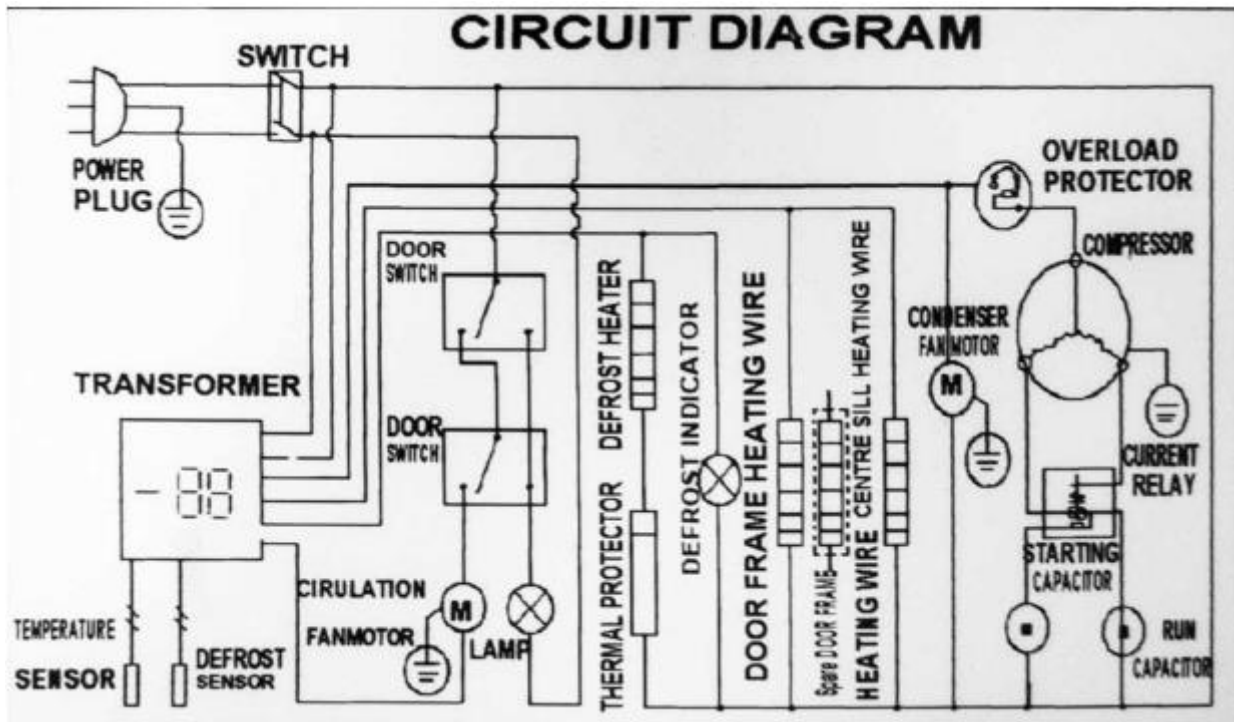 CIRCUIT DIAGRAM
SWITCH
POWER
PLUG
OVERLOAD
PROTECTOR
COMPRESSOR
DOOR
SWITCH
DEFROST HEATER
DEFROST INDICATOR
DOOR FRAME HEATING WIRE
CENTRE SILL HEATING WIRE
CONDENSER
FAN MOTOR
M
TRANSFORMER
DOOR
SWITCH
CURRENT
RELAY
STARTING
CAPACITOR
THERMAL PROTECTOR
Spare DOOR FRAME
HEATING WIRE
CIRULATION
FANMOTOR
M
LAMP
TEMPERATURE
SENSOR
DEFROST
SENSOR
RUN
CAPACITOR